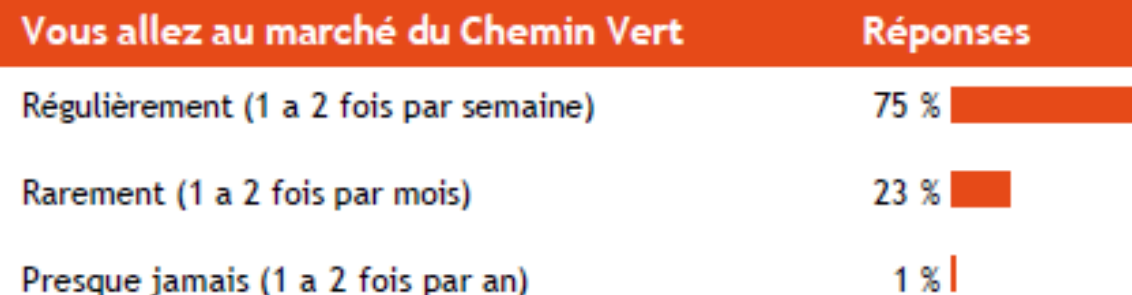 Vous allez au marché du Chemin Vert Réponses
Régulièrement (1 a 2 fois par semaine) 75 %
Rarement (1 a 2 fois par mois) 23 %
Presque jamais (1 a 2 fois par an) 1 %